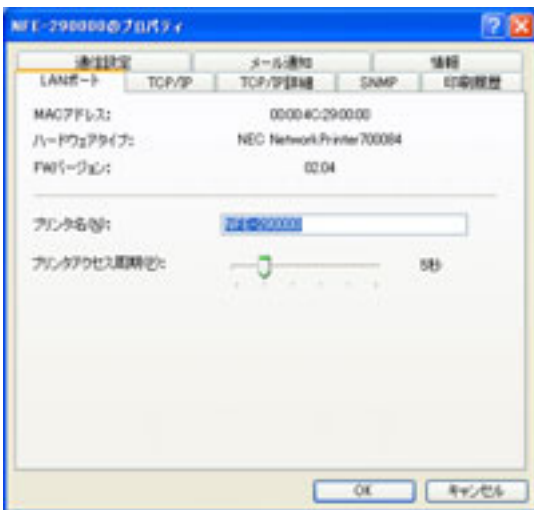 NFE-290000のプロパティ
通信設定 メール通知 情報
LANポート TCP/IP TCP/IP詳細 SNMP 印刷履歴
MACアドレス: 00:00:4C:29:00:00
ハードウェアタイプ: NEC Network Printer 700084
FWバージョン: 02.04
プリンタ名(N): NFE-290000
プリンタアクセス周期(P): 5秒
OK キャンセル